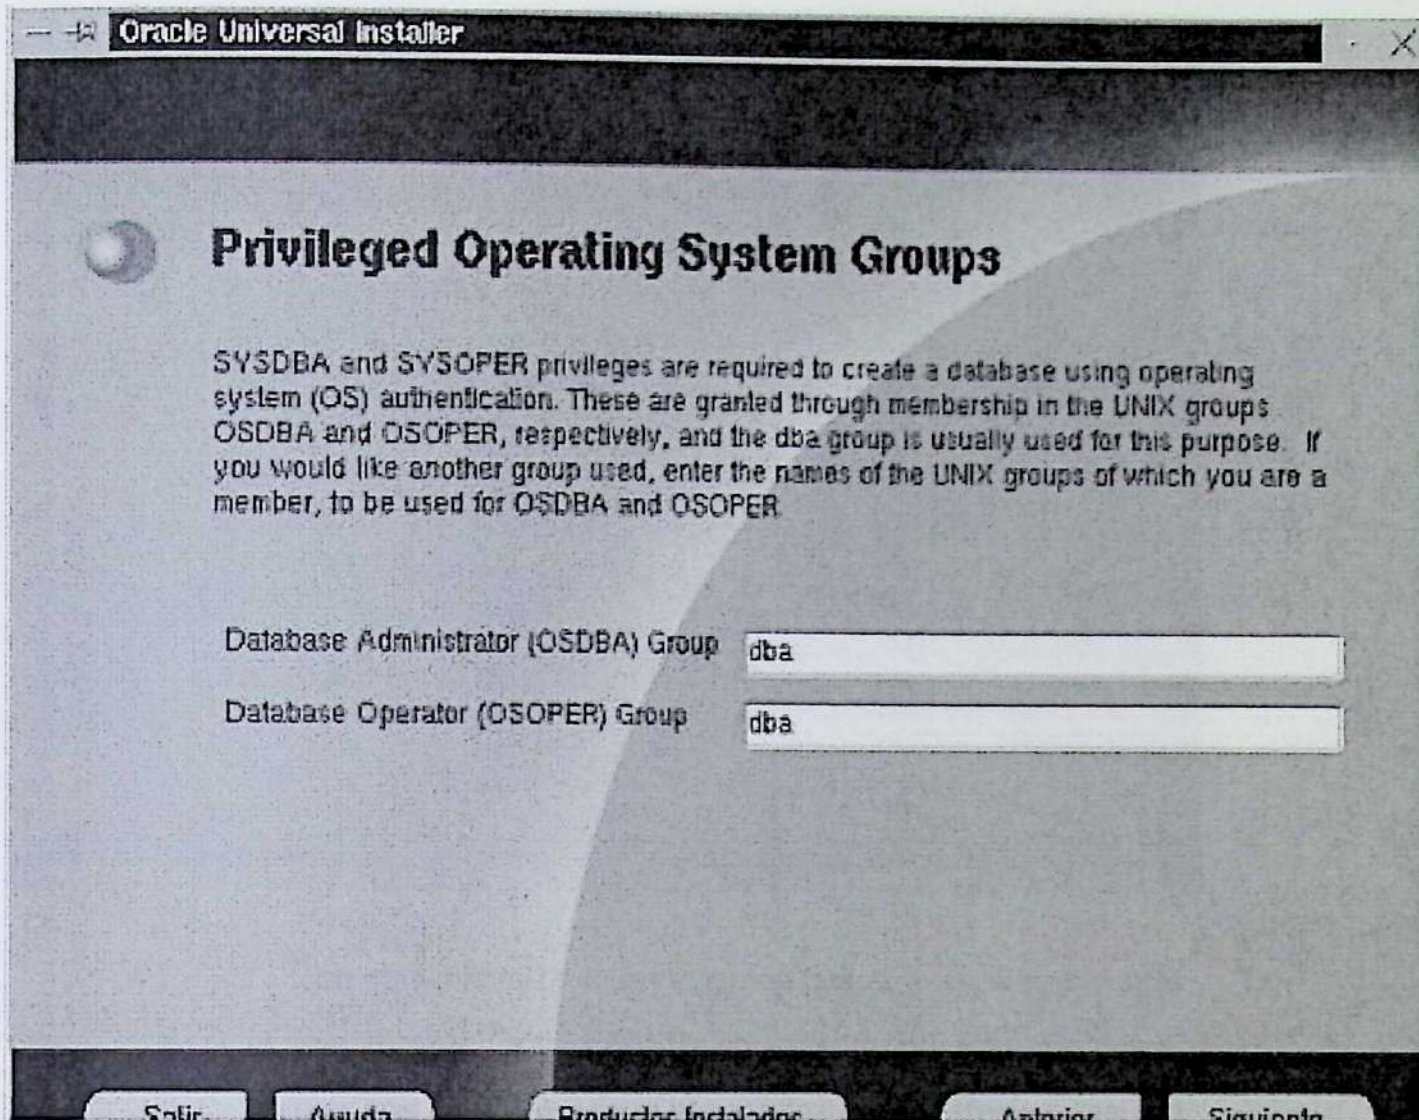 Oracle Universal Installer
Privileged Operating System Groups
SYSDBA and SYSOPER privileges are required to create a database using operating
system (OS) authentication. These are granted through membership in the UNIX groups
OSDBA and OSOPER, respectively, and the dba group is usually used for this purpose. If
you would like another group used, enter the names of the UNIX groups of which you are a
member, to be used for OSDBA and OSOPER
Database Administrator (OSDBA) Group
dba
Database Operator (OSOPER) Group
dba
Salir Ayuda Productos Instalados Anterior Siguiente